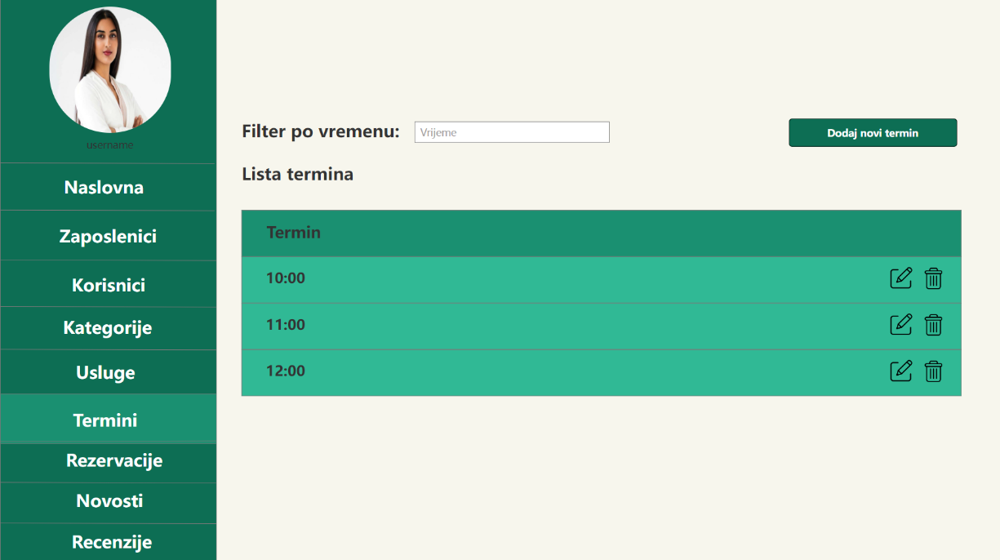 username
Naslovna
Zaposlenici
Korisnici
Kategorije
Usluge
Termini
Rezervacije
Novosti
Recenzije
Filter po vremenu:
Vrijeme
Dodaj novi termin
Lista termina
Termin
10:00
11:00
12:00